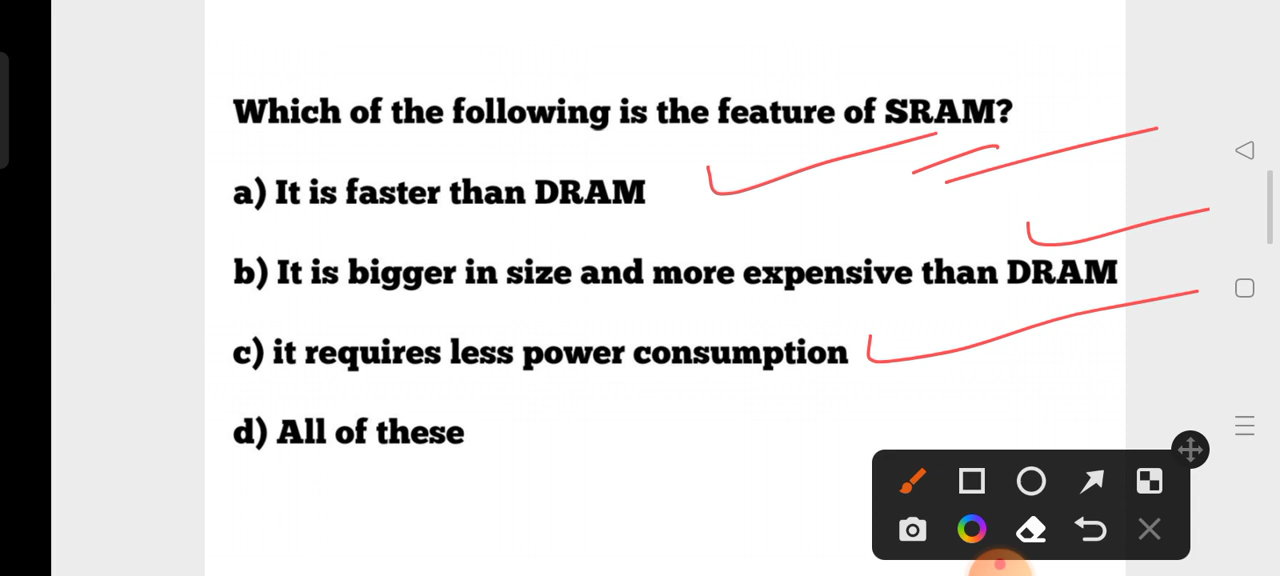 Which of the following is the feature of SRAM?
a) It is faster than DRAM
b) It is bigger in size and more expensive than DRAM
c) it requires less power consumption
d) All of these